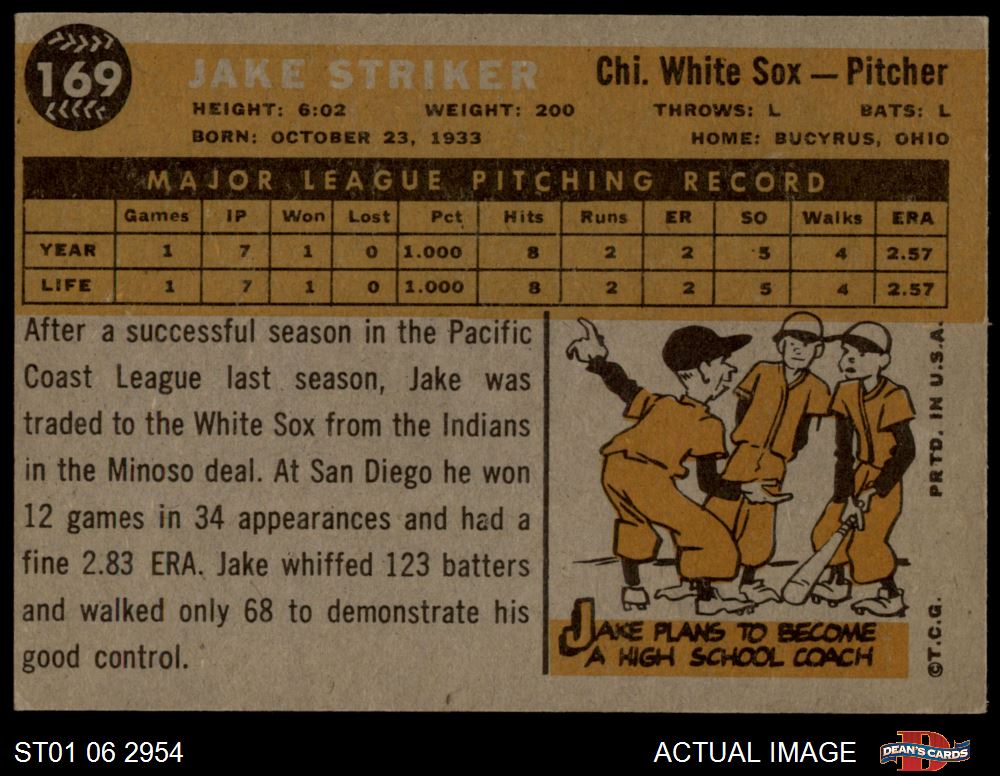 169
JAKE STRIKER
Chi. White Sox — Pitcher
HEIGHT: 6:02 WEIGHT: 200 THROWS: L BATS: L
BORN: OCTOBER 23, 1933 HOME: BUCYRUS, OHIO
MAJOR LEAGUE PITCHING RECORD
Games IP Won Lost Pct Hits Runs ER SO Walks ERA
YEAR 1 7 1 0 1.000 8 2 2 5 4 2.57
LIFE 1 7 1 0 1.000 8 2 2 5 4 2.57
After a successful season in the Pacific
Coast League last season, Jake was
traded to the White Sox from the Indians
in the Minoso deal. At San Diego he won
12 games in 34 appearances and had a
fine 2.83 ERA. Jake whiffed 123 batters
and walked only 68 to demonstrate his
good control.
JAKE PLANS TO BECOME
A HIGH SCHOOL COACH
©T.C.G. PRTD. IN U.S.A.
ST01 06 2954
ACTUAL IMAGE
D
DEAN'S CARDS